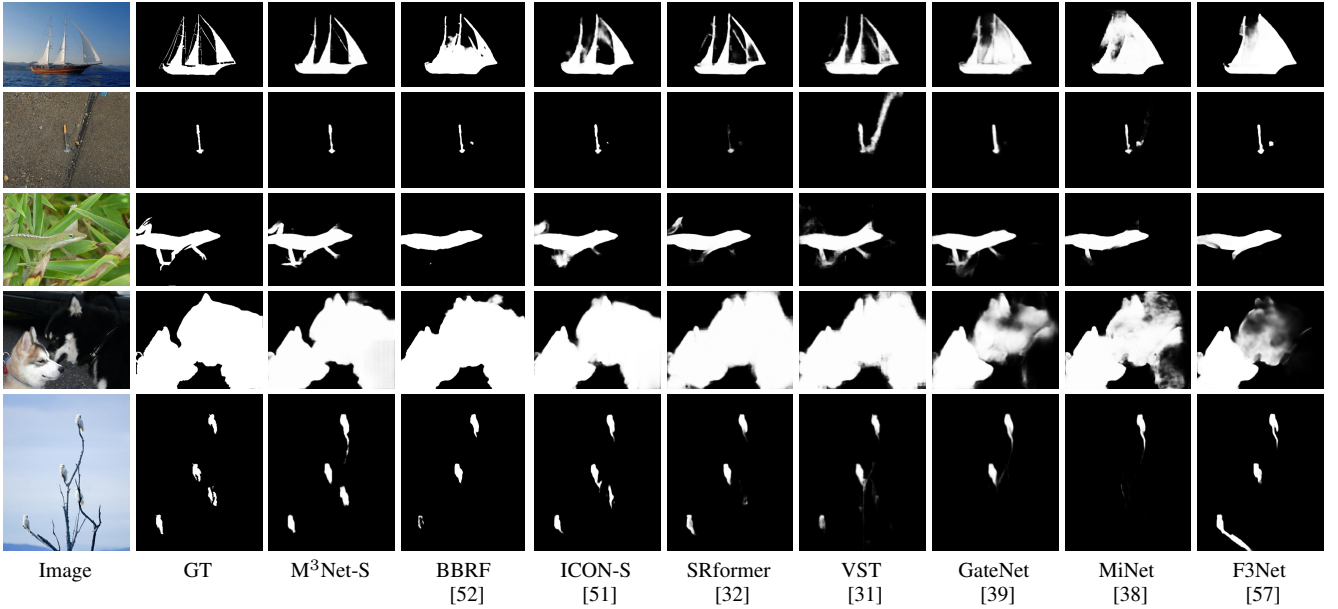 Image GT M³Net-S BBRF ICON-S SRformer VST GateNet MiNet F3Net
[52] [51] [32] [31] [39] [38] [57]